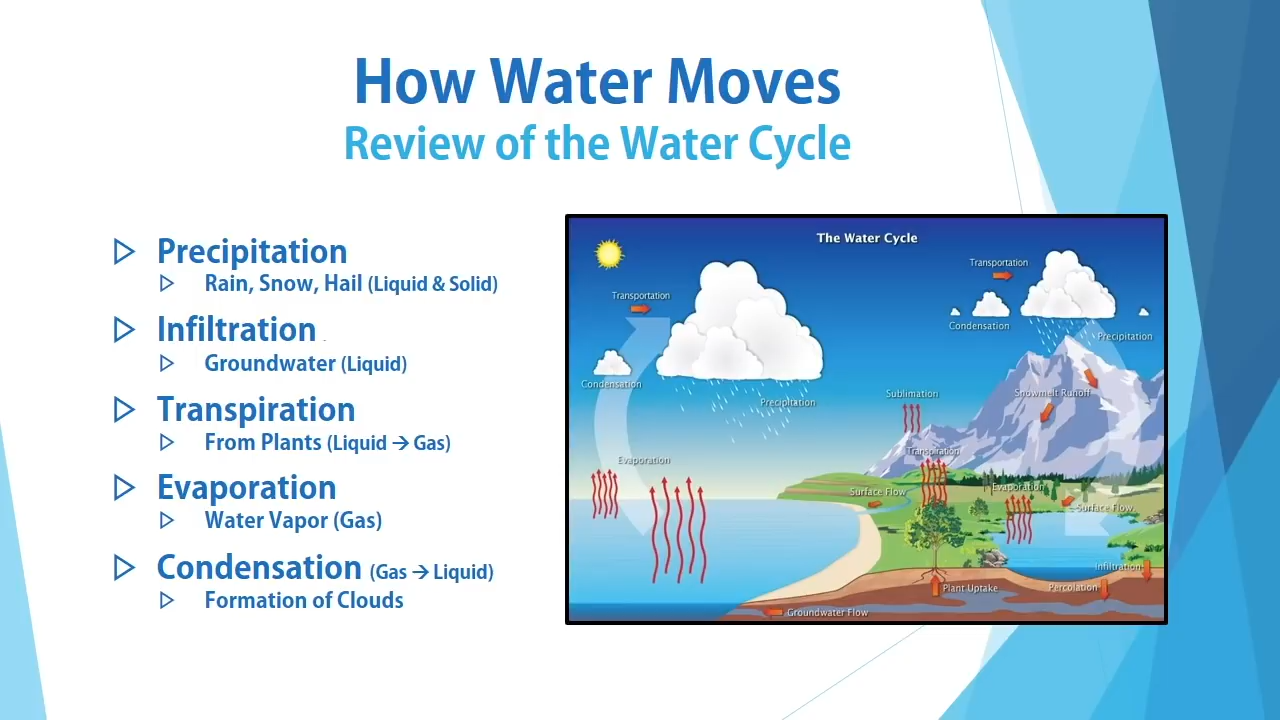 How Water Moves
Review of the Water Cycle
Precipitation
Rain, Snow, Hail (Liquid & Solid)
Infiltration
Groundwater (Liquid)
Transpiration
From Plants (Liquid → Gas)
Evaporation
Water Vapor (Gas)
Condensation (Gas → Liquid)
Formation of Clouds
The Water Cycle
Transportation
Transportation
Condensation
Precipitation
Condensation
Precipitation
Sublimation
Snowmelt Runoff
Transpiration
Evaporation
Evaporation
Surface Flow
Surface Flow
Infiltration
Plant Uptake
Percolation
Groundwater Flow